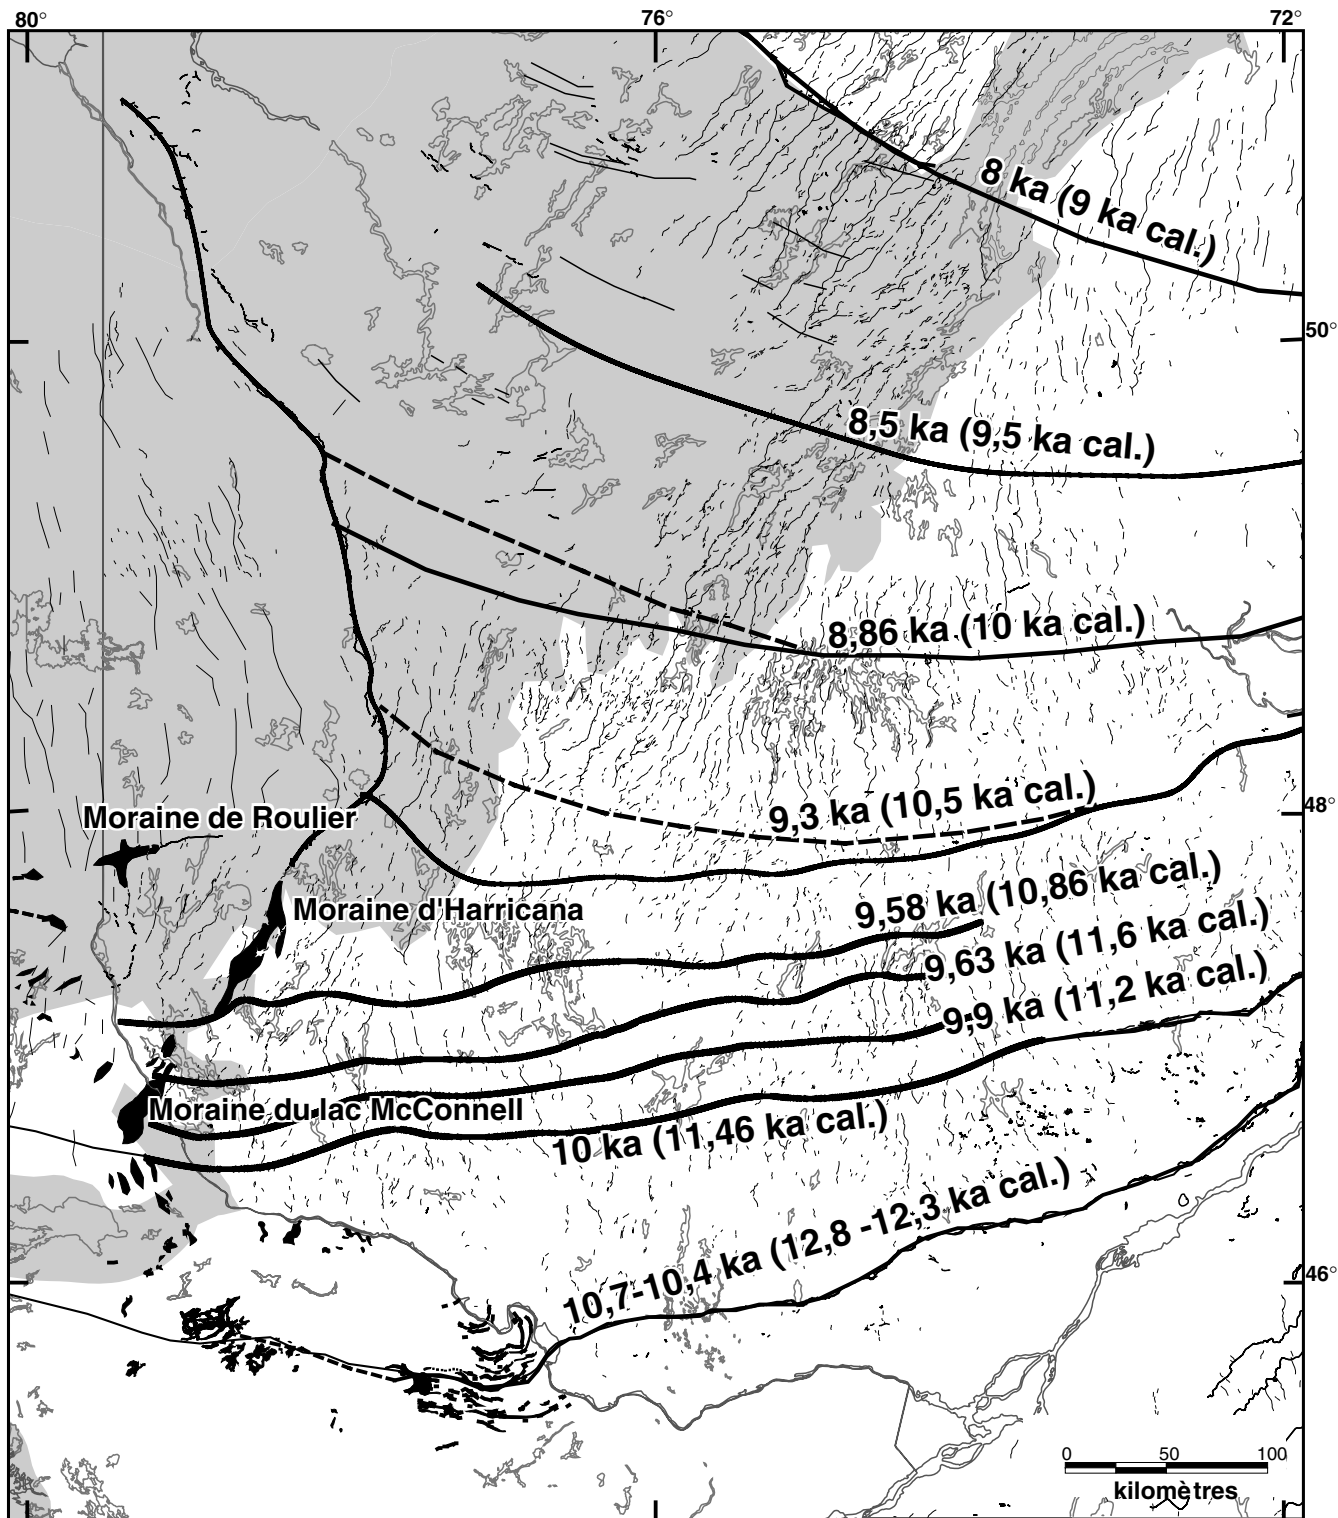 80° 76° 72°
8 ka (9 ka cal.)
50°
8,5 ka (9,5 ka cal.)
8,86 ka (10 ka cal.)
9,3 ka (10,5 ka cal.)
48°
Moraine de Roulier
9,58 ka (10,86 ka cal.)
Moraine d'Harricana
9,63 ka (11,6 ka cal.)
9,9 ka (11,2 ka cal.)
Moraine du lac McConnell
10 ka (11,46 ka cal.)
10,7-10,4 ka (12,8 -12,3 ka cal.)
46°
0 50 100
kilomètres